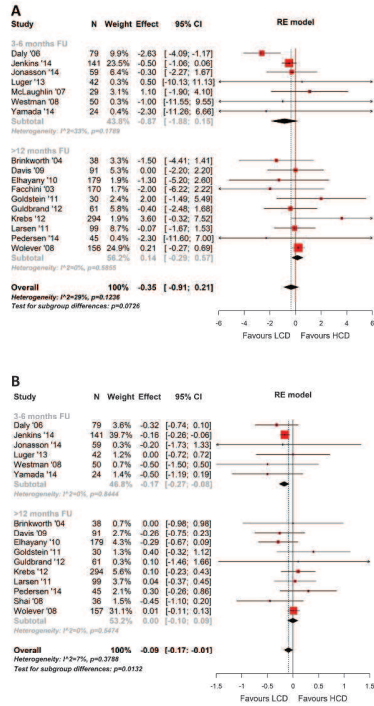 A
RE model
Study N Weight Effect [ 95% CI]
3-6 months FU
Daly '06 79 9.9% -2.63 [-4.09; -1.17]
Jenkins '14 141 23.5% -0.50 [-1.06; 0.06]
Jonasson '14 59 6.4% -0.30 [-2.27; 1.67]
Luger '13 42 0.3% 0.50 [-10.13; 11.13]
McLaughlin '07 29 3.1% 1.10 [-1.90; 4.10]
Westman '08 50 0.3% -1.00 [-11.55; 9.55]
Yamada '14 24 0.4% -2.30 [-11.26; 6.66]
Subtotal 43.8% -0.87 [-1.88; 0.15]
Heterogeneity: I^2=33%, p=0.1789
>12 months FU
Brinkworth '04 38 3.3% -1.50 [-4.41; 1.41]
Davis '09 91 5.3% 0.00 [-2.20; 2.20]
Elhayany '10 179 1.9% -1.30 [-5.20; 2.60]
Facchini '03 170 1.6% -2.00 [-6.22; 2.22]
Goldstein '11 30 2.4% 2.00 [-1.49; 5.49]
Guldbrand '12 61 5.8% -0.40 [-2.48; 1.68]
Krebs '12 294 1.9% 3.60 [-0.32; 7.52]
Larsen '11 99 8.7% -0.07 [-1.67; 1.53]
Pedersen '14 45 0.4% -2.30 [-11.60; 7.00]
Wolever '08 156 24.9% 0.21 [-0.27; 0.69]
Subtotal 56.2% 0.14 [-0.29; 0.57]
Overall 100% -0.35 [-0.91; 0.21]
Heterogeneity: I^2=29%, p=0.1236
Test for subgroup differences: p=0.0726
-6 -4 -2 0 2 4 6
Favours LCD Favours HCD
B
RE model
Study N Weight Effect [ 95% CI]
3-6 months FU
Daly '06 79 3.6% -0.32 [-0.74; 0.10]
Jenkins '14 141 39.7% -0.16 [-0.26; -0.06]
Jonasson '14 59 0.3% -0.20 [-1.73; 1.33]
Luger '13 42 1.2% 0.00 [-0.72; 0.72]
Westman '08 50 0.7% -0.50 [-1.50; 0.50]
Yamada '14 24 1.4% -0.50 [-1.19; 0.19]
Subtotal 46.8% -0.17 [-0.27; -0.08]
Heterogeneity: I^2=0%, p=0.8444
>12 months FU
Brinkworth '04 38 0.7% 0.00 [-0.98; 0.98]
Davis '09 91 2.7% -0.26 [-0.75; 0.23]
Elhayany '10 179 4.3% -0.29 [-0.67; 0.09]
Goldstein '11 30 1.4% 0.40 [-0.32; 1.12]
Guldbrand '12 61 0.3% 0.10 [-1.46; 1.66]
Krebs '12 294 5.6% 0.10 [-0.23; 0.43]
Larsen '11 99 3.7% 0.04 [-0.37; 0.45]
Pedersen '14 45 2.0% 0.30 [-0.26; 0.86]
Shai '08 36 1.5% -0.45 [-1.10; 0.20]
Wolever '08 157 31.1% 0.01 [-0.11; 0.13]
Subtotal 53.2% 0.00 [-0.10; 0.09]
Heterogeneity: I^2=0%, p=0.5474
Overall 100% -0.09 [-0.17; -0.01]
Heterogeneity: I^2=7%, p=0.3788
Test for subgroup differences: p=0.0132
-1.5 -1.0 -0.5 0.0 0.5 1.0 1.5
Favours LCD Favours HCD